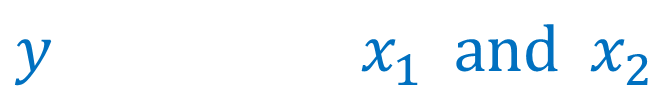 y x₁ and x₂